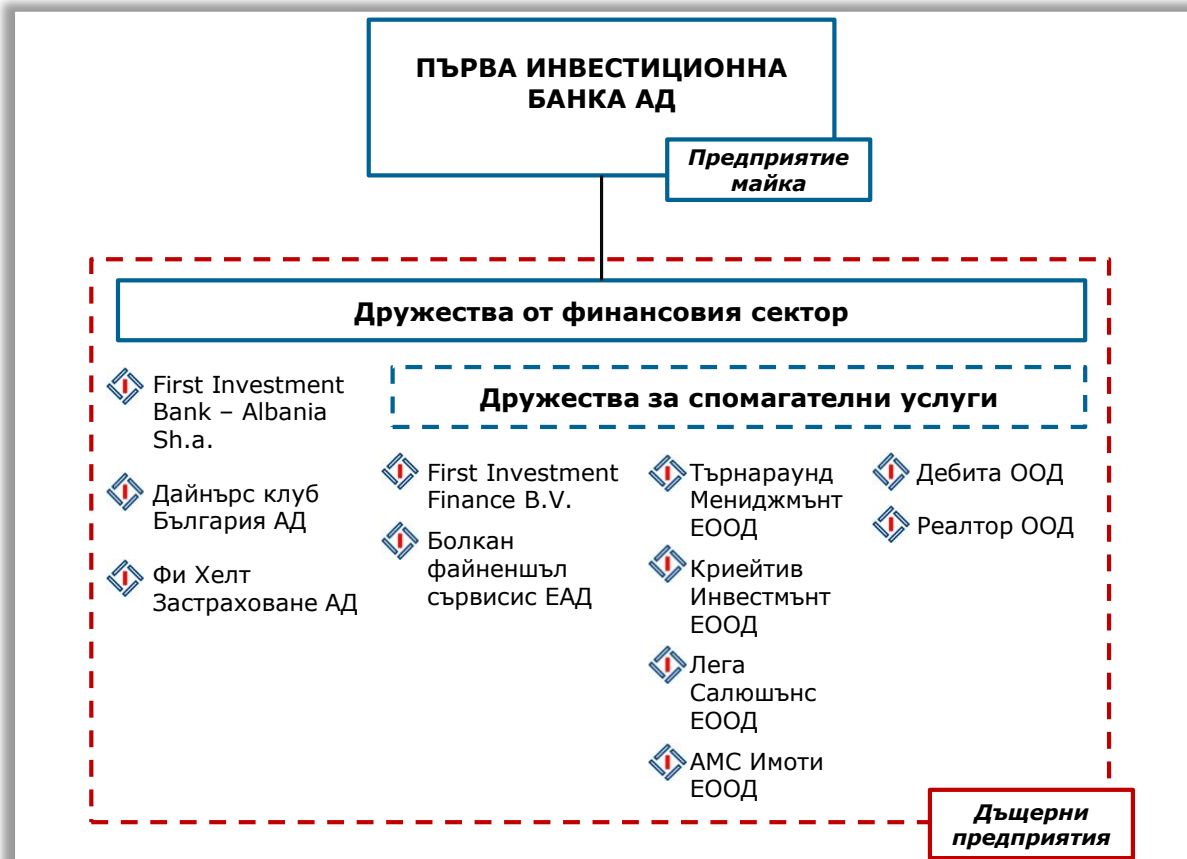 ПЪРВА ИНВЕСТИЦИОННА
БАНКА АД
Предприятие
майка
Дружества от финансовия сектор
First Investment
Bank – Albania
Sh.a.
Дайнърс клуб
България АД
Фи Хелт
Застраховане АД
Дружества за спомагателни услуги
First Investment
Finance B.V.
Болкан
файненшъл
сървисис ЕАД
Търнараунд
Мениджмънт
ЕООД
Криейтив
Инвестмънт
ЕООД
Лега
Салюшънс
ЕООД
АМС Имоти
ЕООД
Дебита ООД
Реалтор ООД
Дъщерни
предприятия